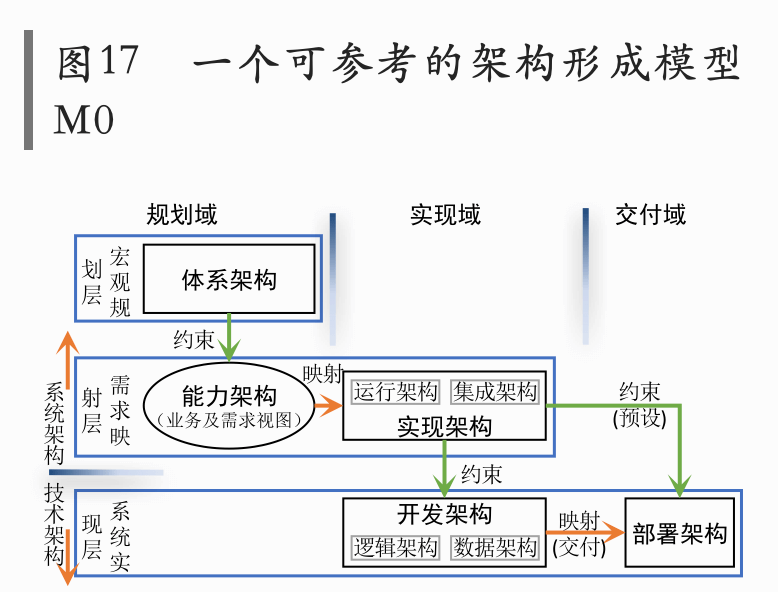 图17 一个可参考的架构形成模型
M0
规划域
实现域
交付域
宏观规
划层
体系架构
约束
系统架构
需求映
射层
能力架构
(业务及需求视图)
映射
运行架构
集成架构
实现架构
约束
(预设)
约束
技术架构
系统实
现层
开发架构
逻辑架构
数据架构
映射
(交付)
部署架构